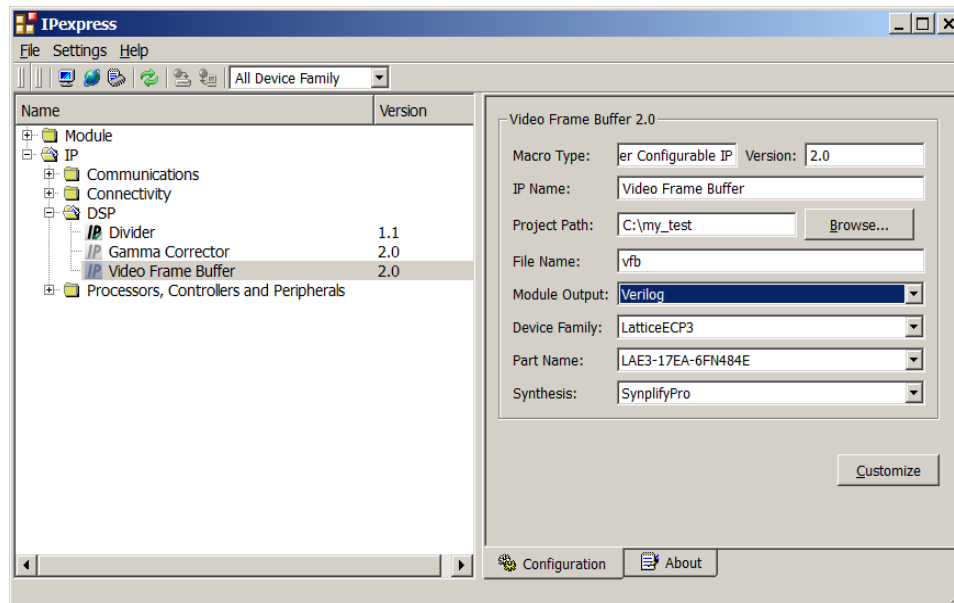 IPexpress
File Settings Help
All Device Family
Name Version
Module
IP
Communications
Connectivity
DSP
IP Divider 1.1
IP Gamma Corrector 2.0
IP Video Frame Buffer 2.0
Processors, Controllers and Peripherals
Video Frame Buffer 2.0
Macro Type: er Configurable IP Version: 2.0
IP Name: Video Frame Buffer
Project Path: C:\my_test Browse...
File Name: vfb
Module Output: Verilog
Device Family: LatticeECP3
Part Name: LAE3-17EA-6FN484E
Synthesis: SynplifyPro
Customize
Configuration About